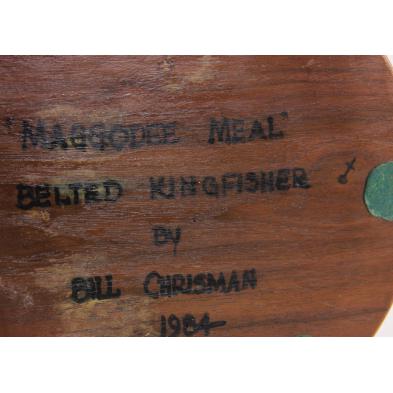 "MAGGODEE MEAL"
BELTED KINGFISHER
BY
BILL CHRISMAN
1984